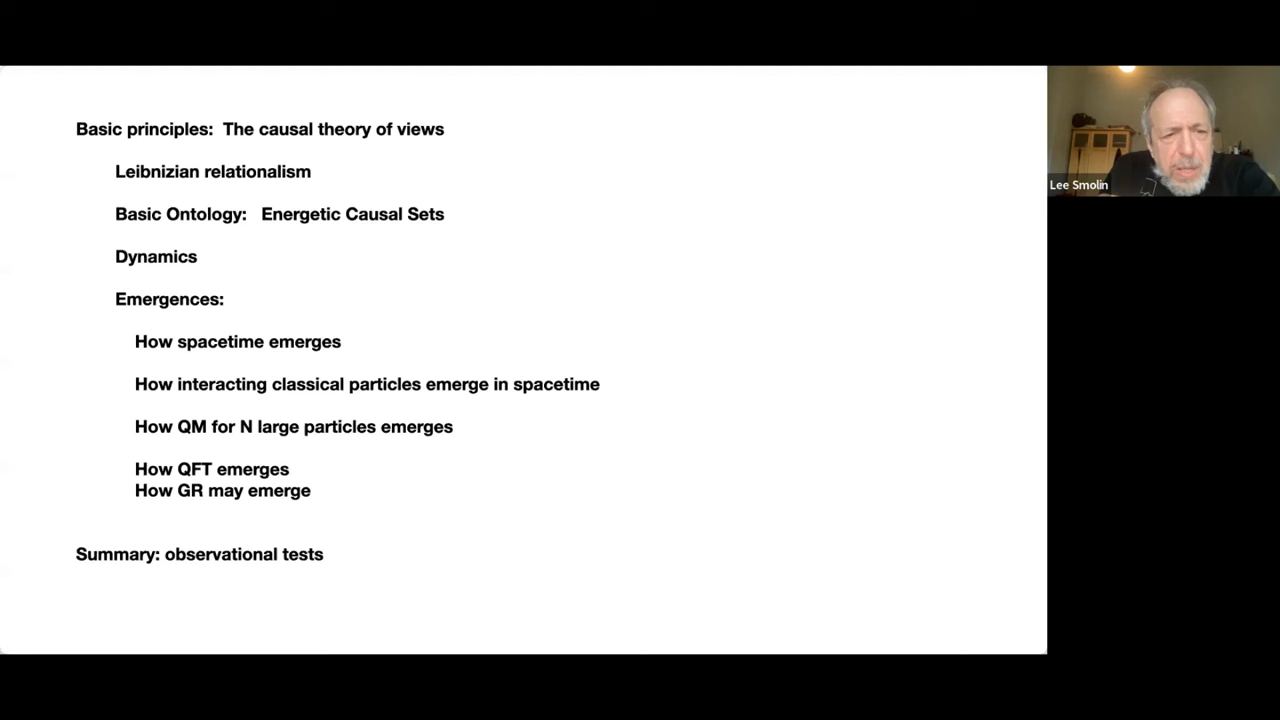 Basic principles: The causal theory of views
Leibnizian relationalism
Basic Ontology: Energetic Causal Sets
Dynamics
Emergences:
How spacetime emerges
How interacting classical particles emerge in spacetime
How QM for N large particles emerges
How QFT emerges
How GR may emerge
Summary: observational tests
Lee Smolin